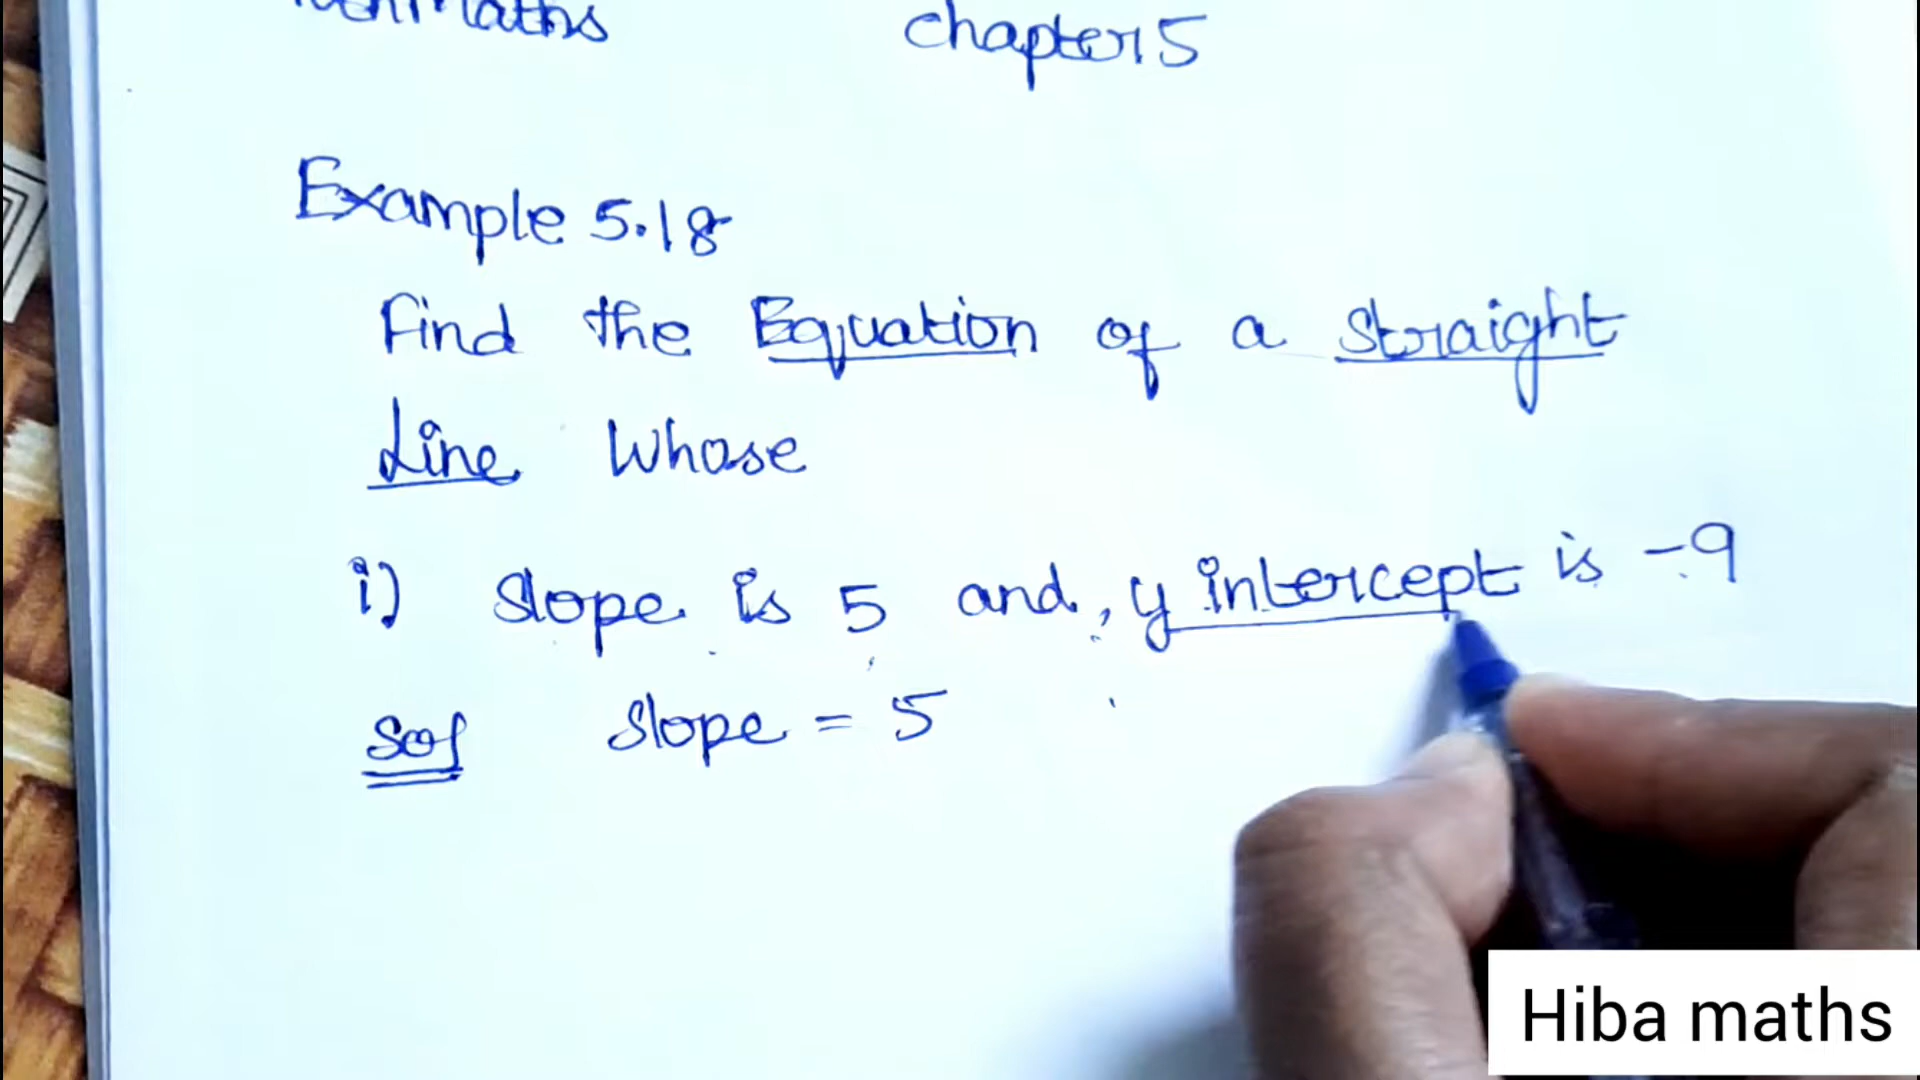 Maths chapter 5
Example 5.18
Find the Equation of a Straight
Line Whose
i) Slope is 5 and, y intercept is -9
Sol Slope = 5
Hiba maths